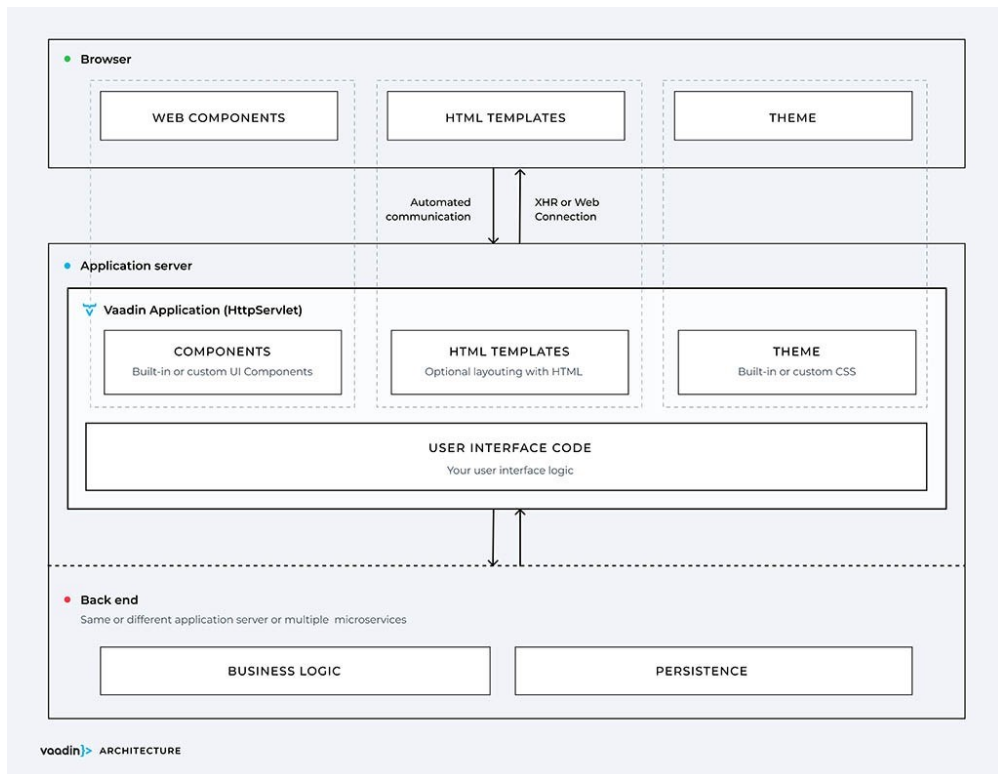 Browser
WEB COMPONENTS
HTML TEMPLATES
THEME
Automated
communication
XHR or Web
Connection
Application server
Vaadin Application (HttpServlet)
COMPONENTS
Built-in or custom UI Components
HTML TEMPLATES
Optional layouting with HTML
THEME
Built-in or custom CSS
USER INTERFACE CODE
Your user interface logic
Back end
Same or different application server or multiple microservices
BUSINESS LOGIC
PERSISTENCE
vaadin}> ARCHITECTURE